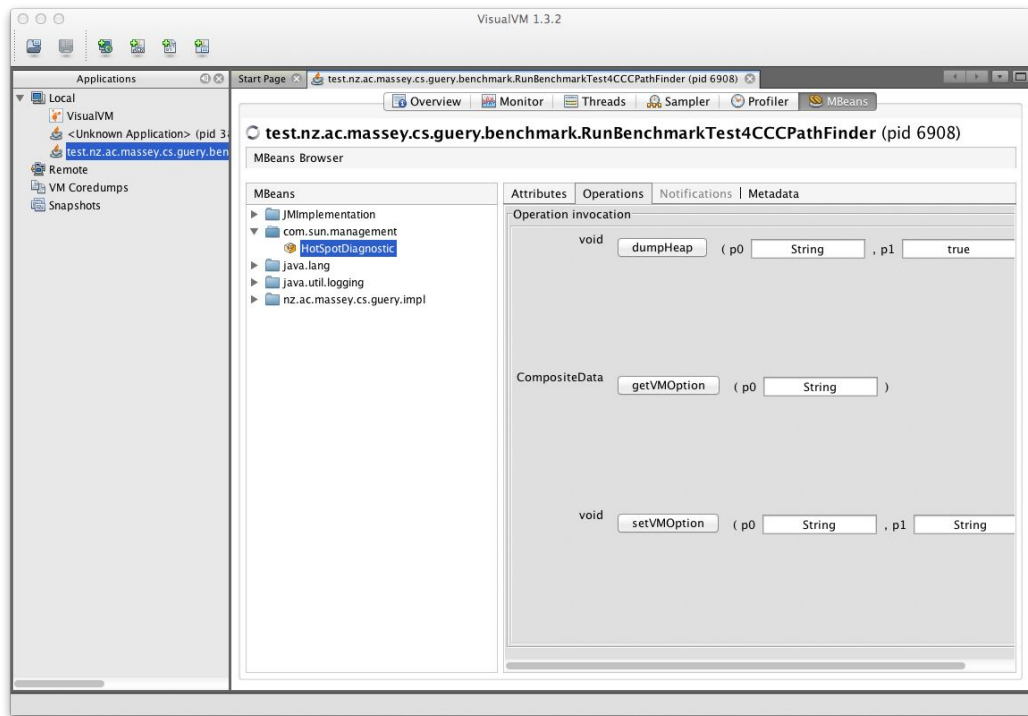 VisualVM 1.3.2
Applications
Start Page
test.nz.ac.massey.cs.guery.benchmark.RunBenchmarkTest4CCCPathFinder (pid 6908)
Local
VisualVM
<Unknown Application> (pid 3
test.nz.ac.massey.cs.guery.ben
Remote
VM Coredumps
Snapshots
Overview Monitor Threads Sampler Profiler MBeans
test.nz.ac.massey.cs.guery.benchmark.RunBenchmarkTest4CCCPathFinder (pid 6908)
MBeans Browser
MBeans
JMImplementation
com.sun.management
HotSpotDiagnostic
java.lang
java.util.logging
nz.ac.massey.cs.guery.impl
Attributes Operations Notifications Metadata
Operation invocation
void dumpHeap ( p0 String , p1 true
CompositeData getVMOption ( p0 String )
void setVMOption ( p0 String , p1 String